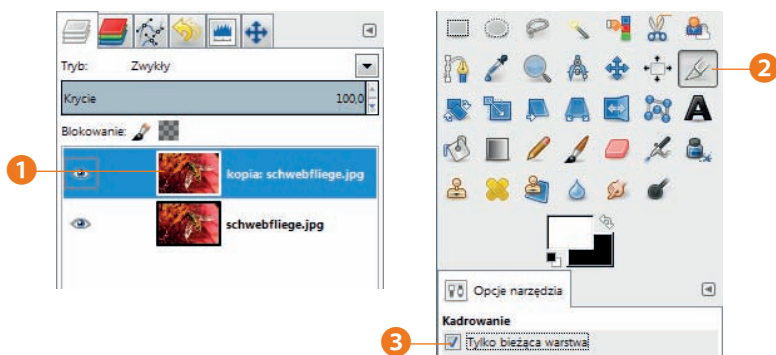 Tryb: Zwykły
Krycie 100,0
Blokowanie:
1
kopia: schwebfliege.jpg
schwebfliege.jpg
2
A
Opcje narzędzia
Kadrowanie
3
Tylko bieżąca warstwa